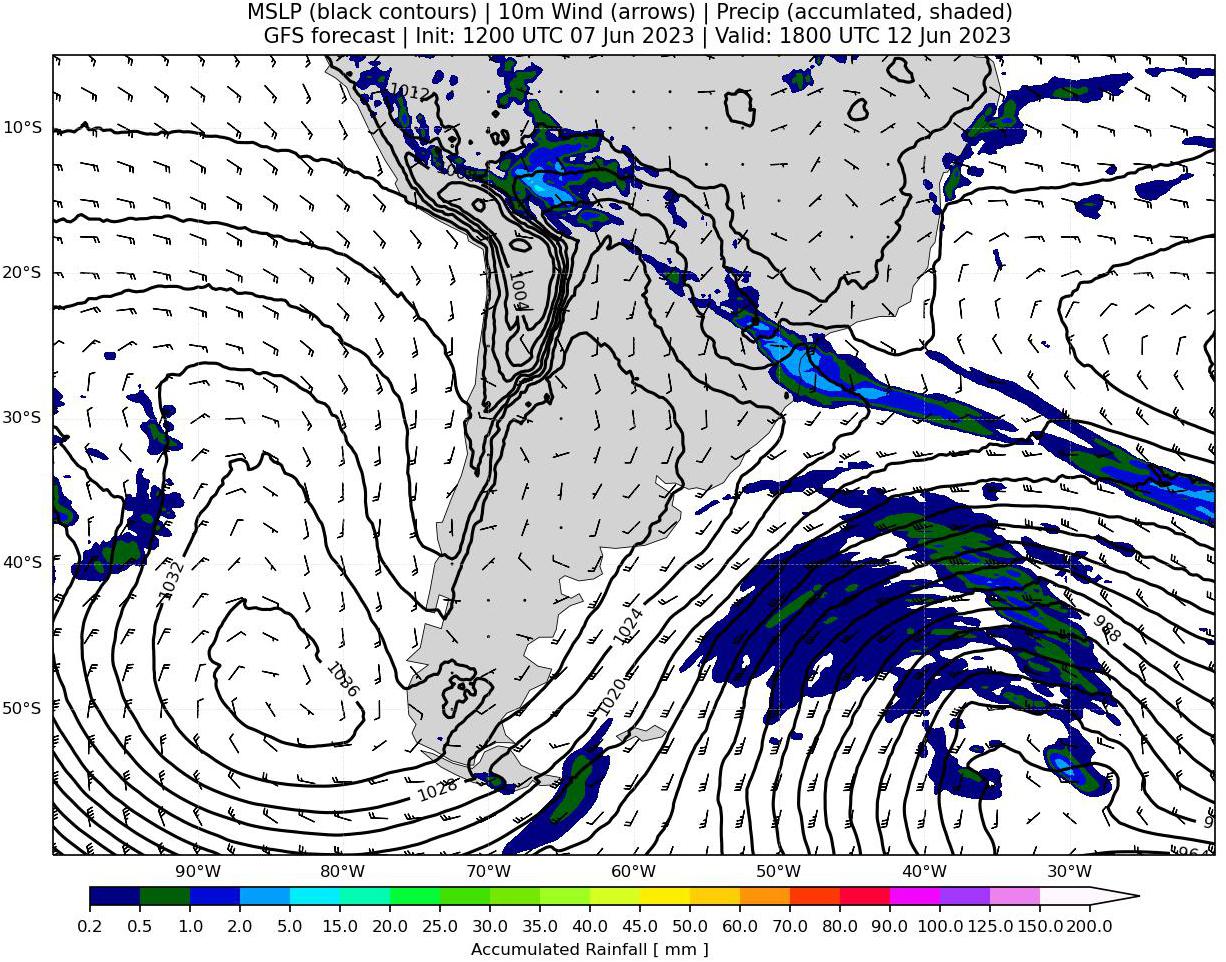 MSLP (black contours) | 10m Wind (arrows) | Precip (accumlated, shaded)
GFS forecast | Init: 1200 UTC 07 Jun 2023 | Valid: 1800 UTC 12 Jun 2023
1012
10°S
20°S
1004
30°S
40°S
1032
988
1024
1036
1020
50°S
1028
90°W 80°W 70°W 60°W 50°W 40°W 30°W
0.2 0.5 1.0 2.0 5.0 10.0 15.0 20.0 25.0 30.0 35.0 40.0 45.0 50.0 60.0 70.0 80.0 90.0 100.0 125.0 150.0 200.0
Accumulated Rainfall [ mm ]